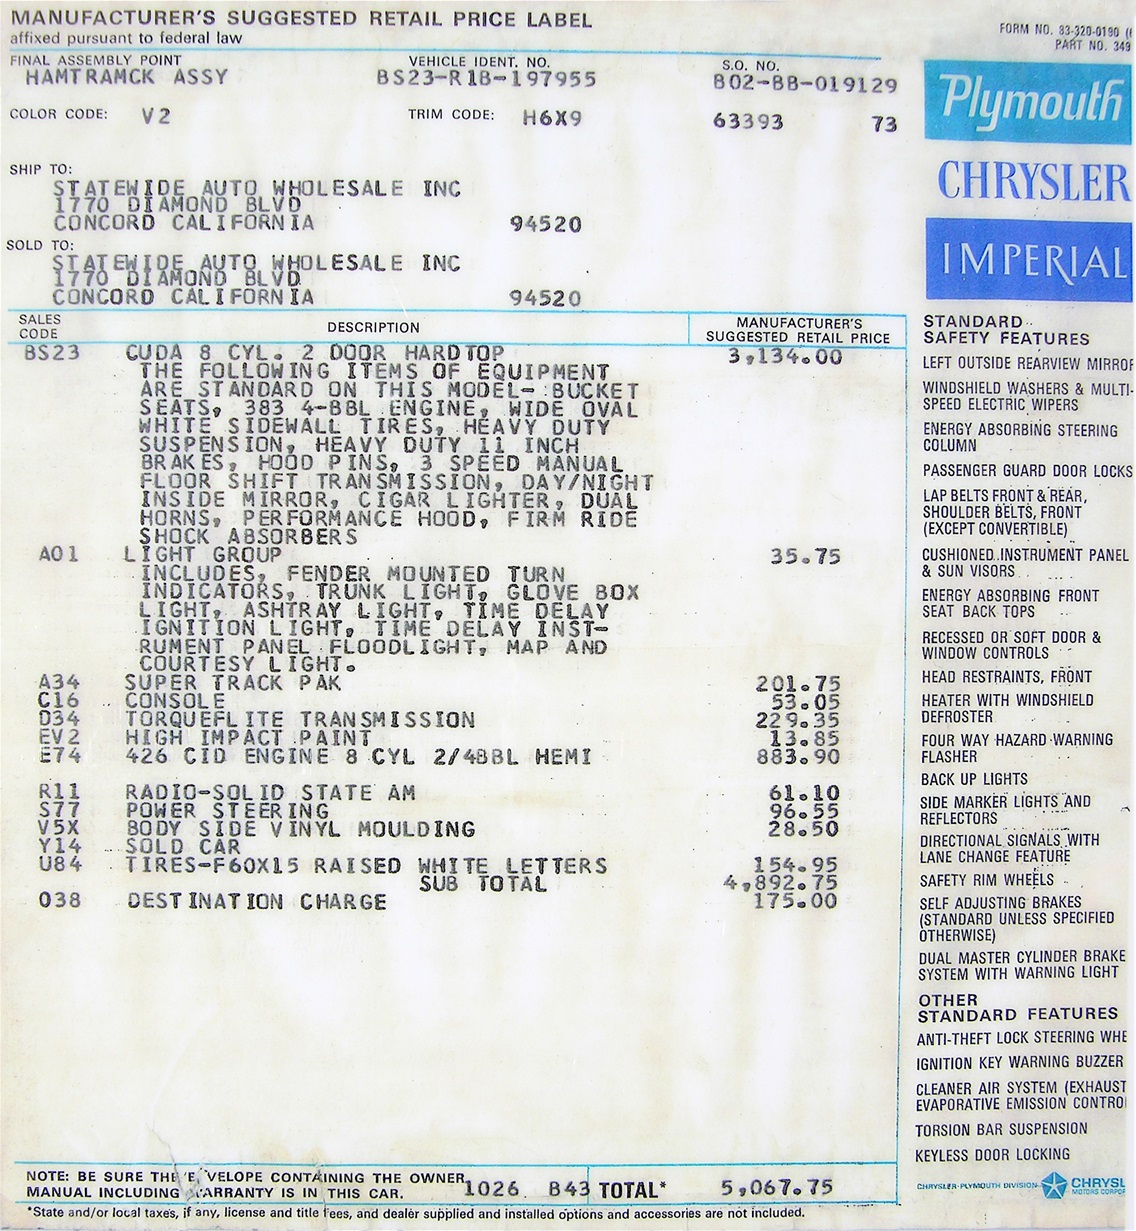 MANUFACTURER'S SUGGESTED RETAIL PRICE LABEL
affixed pursuant to federal law
FORM NO. 83-320-0190
PART NO. 349
FINAL ASSEMBLY POINT VEHICLE IDENT. NO. S.O. NO.
HAMTRAMCK ASSY BS23-R1B-197955 B02-BB-019129
COLOR CODE: V2 TRIM CODE: H6X9 63393 73
Plymouth
CHRYSLER
IMPERIAL
SHIP TO:
STATEWIDE AUTO WHOLESALE INC
1770 DIAMOND BLVD
CONCORD CALIFORNIA 94520
SOLD TO:
STATEWIDE AUTO WHOLESALE INC
1770 DIAMOND BLVD
CONCORD CALIFORNIA 94520
SALES CODE DESCRIPTION MANUFACTURER'S SUGGESTED RETAIL PRICE
BS23 CUDA 8 CYL. 2 DOOR HARDTOP 3,134.00
THE FOLLOWING ITEMS OF EQUIPMENT
ARE STANDARD ON THIS MODEL- BUCKET
SEATS, 383 4-BBL ENGINE, WIDE OVAL
WHITE SIDEWALL TIRES, HEAVY DUTY
SUSPENSION, HEAVY DUTY 11 INCH
BRAKES, HOOD PINS, 3 SPEED MANUAL
FLOOR SHIFT TRANSMISSION, DAY/NIGHT
INSIDE MIRROR, CIGAR LIGHTER, DUAL
HORNS, PERFORMANCE HOOD, FIRM RIDE
SHOCK ABSORBERS
A01 LIGHT GROUP 35.75
INCLUDES, FENDER MOUNTED TURN
INDICATORS, TRUNK LIGHT, GLOVE BOX
LIGHT, ASHTRAY LIGHT, TIME DELAY
IGNITION LIGHT, TIME DELAY INST-
RUMENT PANEL FLOODLIGHT, MAP AND
COURTESY LIGHT.
A34 SUPER TRACK PAK 201.75
C16 CONSOLE 53.05
D34 TORQUEFLITE TRANSMISSION 229.35
EV2 HIGH IMPACT PAINT 13.85
E74 426 CID ENGINE 8 CYL 2/4BBL HEMI 883.90
R11 RADIO-SOLID STATE AM 61.10
S77 POWER STEERING 96.55
V5X BODY SIDE VINYL MOULDING 28.50
Y14 SOLD CAR
U84 TIRES-F60X15 RAISED WHITE LETTERS 154.95
SUB TOTAL 4,892.75
038 DESTINATION CHARGE 175.00
STANDARD
SAFETY FEATURES
LEFT OUTSIDE REARVIEW MIRROR
WINDSHIELD WASHERS & MULTI-
SPEED ELECTRIC WIPERS
ENERGY ABSORBING STEERING
COLUMN
PASSENGER GUARD DOOR LOCKS
LAP BELTS FRONT & REAR,
SHOULDER BELTS, FRONT
(EXCEPT CONVERTIBLE)
CUSHIONED INSTRUMENT PANEL
& SUN VISORS
ENERGY ABSORBING FRONT
SEAT BACK TOPS
RECESSED OR SOFT DOOR &
WINDOW CONTROLS
HEAD RESTRAINTS, FRONT
HEATER WITH WINDSHIELD
DEFROSTER
FOUR WAY HAZARD WARNING
FLASHER
BACK UP LIGHTS
SIDE MARKER LIGHTS AND
REFLECTORS
DIRECTIONAL SIGNALS WITH
LANE CHANGE FEATURE
SAFETY RIM WHEELS
SELF ADJUSTING BRAKES
(STANDARD UNLESS SPECIFIED
OTHERWISE)
DUAL MASTER CYLINDER BRAKE
SYSTEM WITH WARNING LIGHT
OTHER
STANDARD FEATURES
ANTI-THEFT LOCK STEERING WHE
IGNITION KEY WARNING BUZZER
CLEANER AIR SYSTEM (EXHAUST
EVAPORATIVE EMISSION CONTRO
TORSION BAR SUSPENSION
KEYLESS DOOR LOCKING
CHRYSLER-PLYMOUTH DIVISION CHRYSL
MOTORS CORPOR
NOTE: BE SURE THE E VELOPE CONTAINING THE OWNER
MANUAL INCLUDING ARRANTY IS IN THIS CAR. 1026 B43 TOTAL* 5,067.75
*State and/or local taxes, if any, license and title fees, and dealer supplied and installed options and accessories are not included.